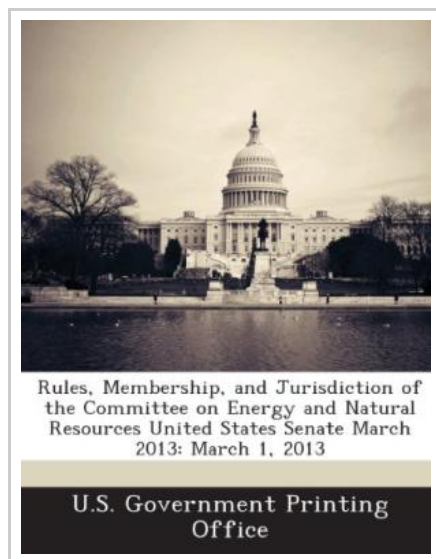 Rules, Membership, and Jurisdiction of
the Committee on Energy and Natural
Resources United States Senate March
2013: March 1, 2013
U.S. Government Printing
Office